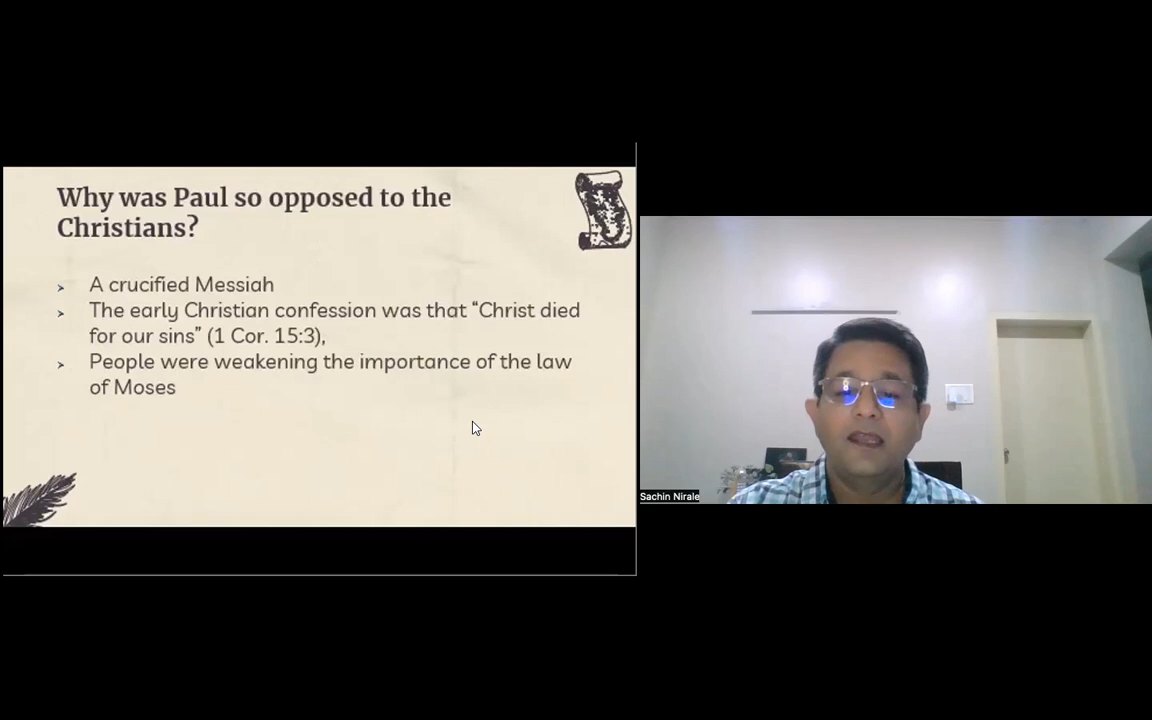 Why was Paul so opposed to the
Christians?
➢ A crucified Messiah
➢ The early Christian confession was that “Christ died
for our sins” (1 Cor. 15:3),
➢ People were weakening the importance of the law
of Moses
Sachin Nirale